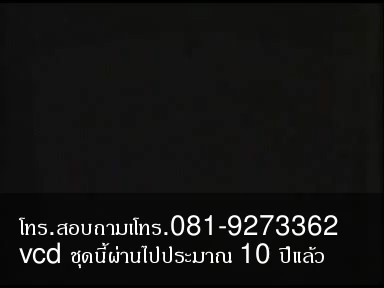 โทร.สอบถามเโทร.081-9273362
vcd ชุดนี้ผ่านไปประมาณ 10 ปีแล้ว